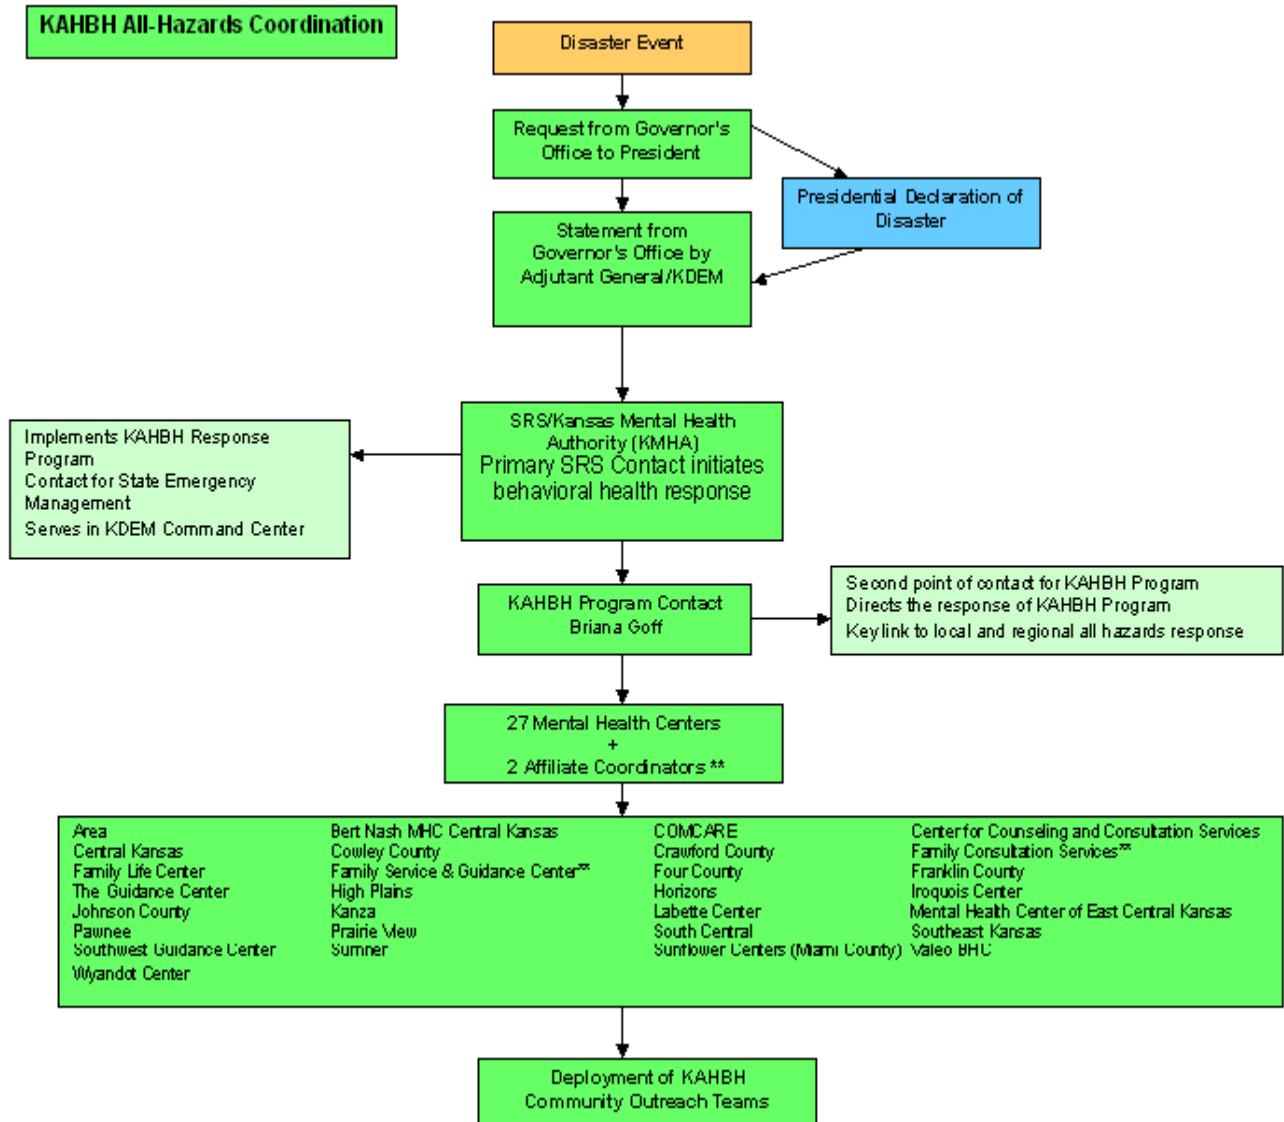 KAHBH All-Hazards Coordination
Disaster Event
Request from Governor's
Office to President
Presidential Declaration of
Disaster
Statement from
Governor's Office by
Adjutant General/KDEM
SRS/Kansas Mental Health
Authority (KMHA)
Primary SRS Contact initiates
behavioral health response
Implements KAHBH Response
Program
Contact for State Emergency
Management
Serves in KDEM Command Center
KAHBH Program Contact
Briana Goff
Second point of contact for KAHBH Program
Directs the response of KAHBH Program
Key link to local and regional all hazards response
27 Mental Health Centers
+
2 Affiliate Coordinators **
Area Bert Nash MHC Central Kansas COMCARE Center for Counseling and Consultation Services
Central Kansas Cowley County Crawford County Family Consultation Services**
Family Life Center Family Service & Guidance Center** Four County Franklin County
The Guidance Center High Plains Horizons Iroquois Center
Johnson County Kanza Labette Center Mental Health Center of East Central Kansas
Pawnee Prairie View South Central Southeast Kansas
Southwest Guidance Center Sumner Sunflower Centers (Miami County) Valeo BHC
Wyandot Center
Deployment of KAHBH
Community Outreach Teams